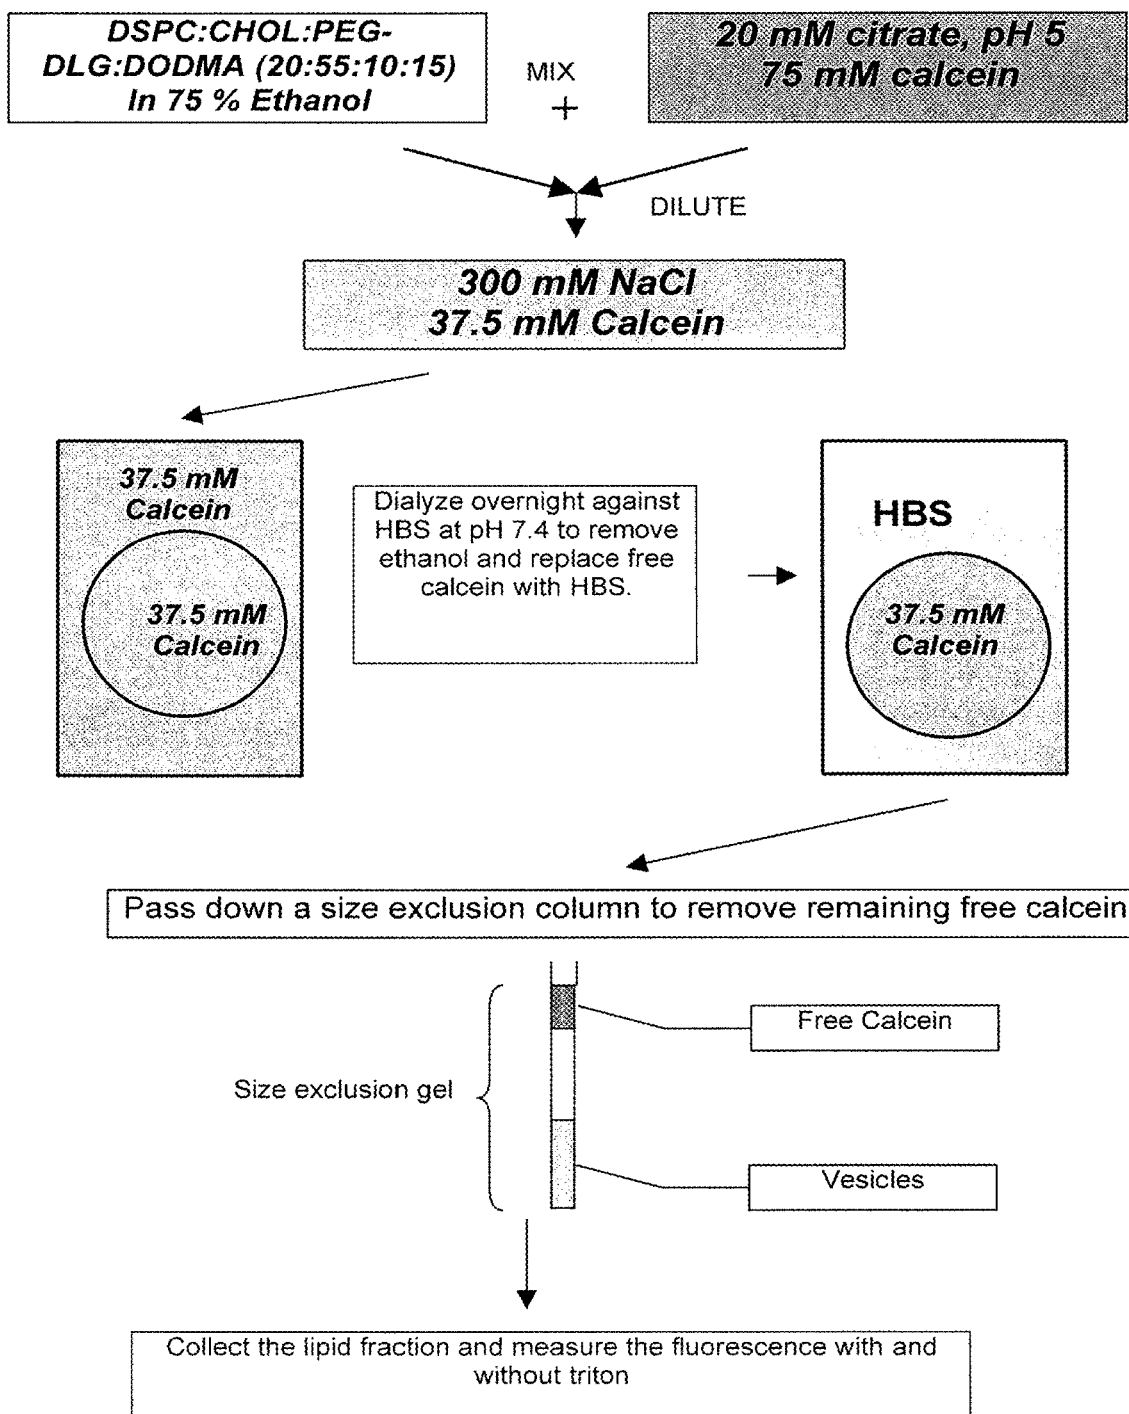 DSPC:CHOL:PEG-
DLG:DODMA (20:55:10:15)
In 75 % Ethanol
MIX
+
20 mM citrate, pH 5
75 mM calcein
DILUTE
300 mM NaCl
37.5 mM Calcein
37.5 mM
Calcein
37.5 mM
Calcein
Dialyze overnight against
HBS at pH 7.4 to remove
ethanol and replace free
calcein with HBS.
HBS
37.5 mM
Calcein
Pass down a size exclusion column to remove remaining free calcein
Free Calcein
Size exclusion gel
Vesicles
Collect the lipid fraction and measure the fluorescence with and
without triton